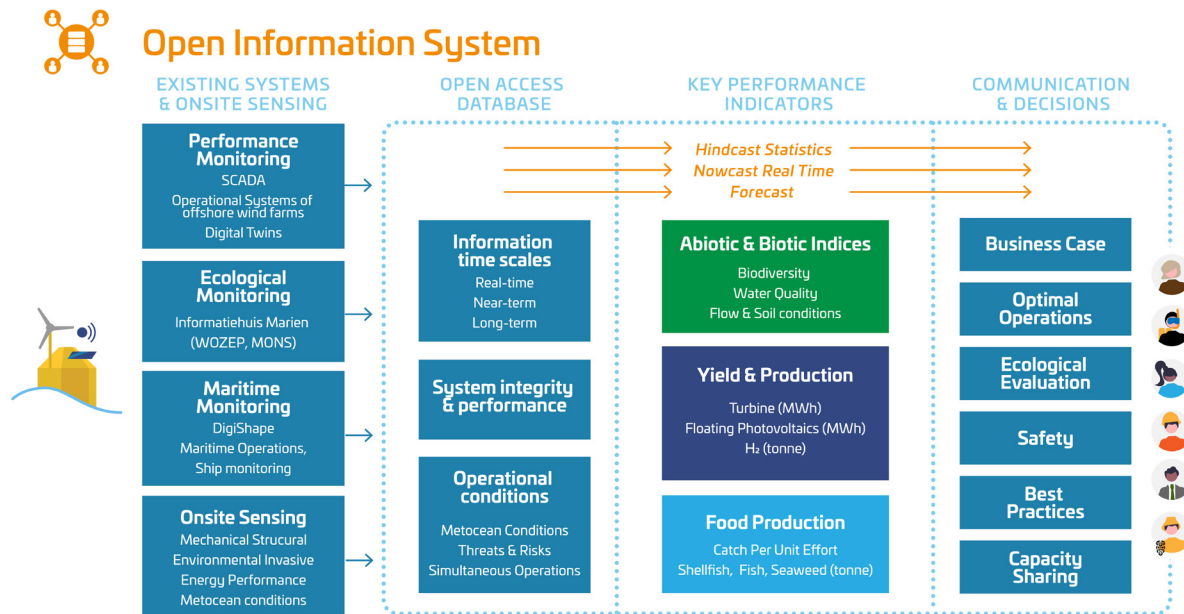 Open Information System
EXISTING SYSTEMS
& ONSITE SENSING
Performance
Monitoring
SCADA
Operational Systems of
offshore wind farms
Digital Twins
Ecological
Monitoring
Informatiehuis Marien
(WOZEP, MONS)
Maritime
Monitoring
DigiShape
Maritime Operations,
Ship monitoring
Onsite Sensing
Mechanical Strucural
Environmental Invasive
Energy Performance
Metocean conditions
OPEN ACCESS
DATABASE
Information
time scales
Real-time
Near-term
Long-term
System integrity
& performance
Operational
conditions
Metocean Conditions
Threats & Risks
Simultaneous Operations
KEY PERFORMANCE
INDICATORS
Hindcast Statistics
Nowcast Real Time
Forecast
Abiotic & Biotic Indices
Biodiversity
Water Quality
Flow & Soil conditions
Yield & Production
Turbine (MWh)
Floating Photovoltaics (MWh)
H₂ (tonne)
Food Production
Catch Per Unit Effort
Shellfish, Fish, Seaweed (tonne)
COMMUNICATION
& DECISIONS
Business Case
Optimal
Operations
Ecological
Evaluation
Safety
Best
Practices
Capacity
Sharing